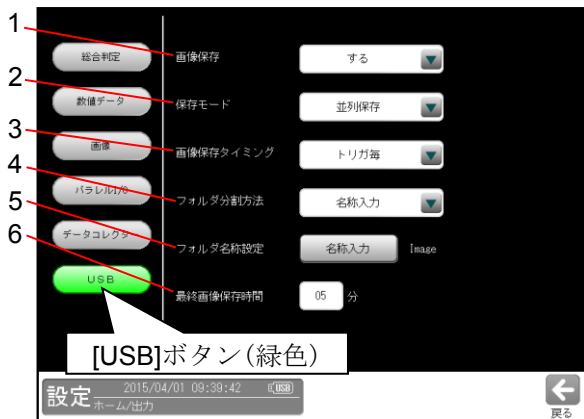 1
総合判定
画像保存
する
2
数値データ
保存モード
並列保存
3
画像
画像保存タイミング
トリガ毎
4
パラレルI/O
フォルダ分割方法
名称入力
5
データコレクタ
フォルダ名称設定
名称入力 Image
6
USB
最終画像保存時間
05 分
[USB]ボタン(緑色)
設定
2015/04/01 09:39:42
USB
ホーム/出力
戻る